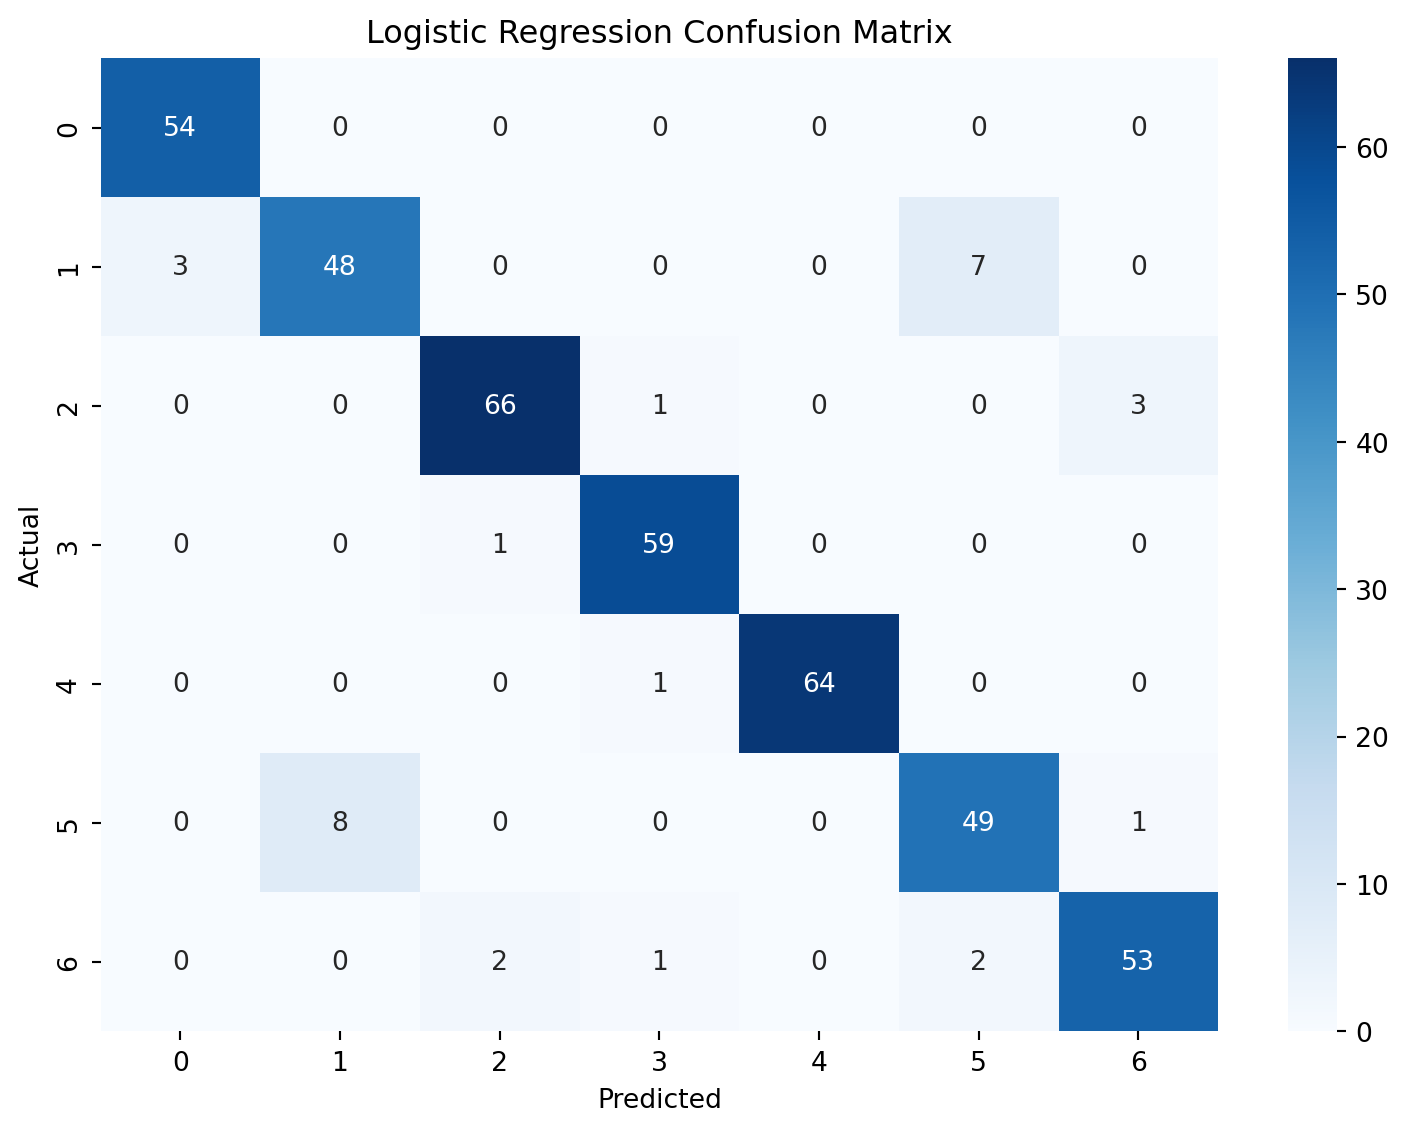 Logistic Regression Confusion Matrix
0 54 0 0 0 0 0 0
1 3 48 0 0 0 7 0
2 0 0 66 1 0 0 3
3 0 0 1 59 0 0 0
4 0 0 0 1 64 0 0
5 0 8 0 0 0 49 1
6 0 0 2 1 0 2 53
0 1 2 3 4 5 6
Predicted
Actual
60
50
40
30
20
10
0